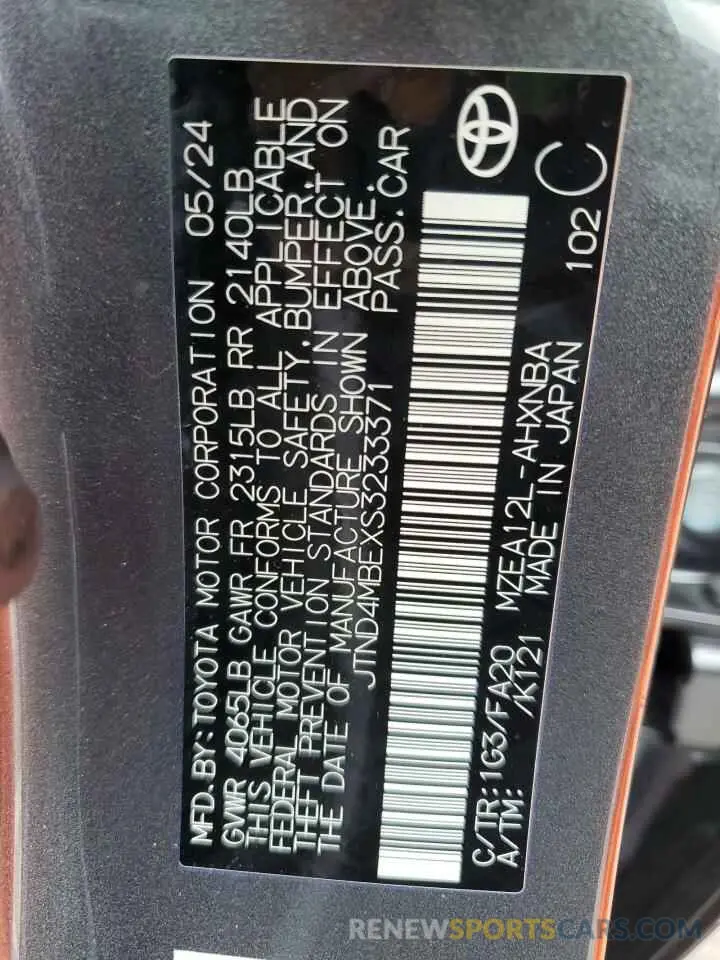 MFD. BY: TOYOTA MOTOR CORPORATION 05/24
GVWR 4065LB GAWR FR 2315LB RR 2140LB
THIS VEHICLE CONFORMS TO ALL APPLICABLE
FEDERAL MOTOR VEHICLE SAFETY, BUMPER, AND
THEFT PREVENTION STANDARDS IN EFFECT ON
THE DATE OF MANUFACTURE SHOWN ABOVE.
JTND4MBEXS3233371 PASS. CAR
C/TR: 1G3/FA20 MZEA12L-AHXNBA 102 C
A/TM: /K121 MADE IN JAPAN
RENEWSPORTSCARS.COM